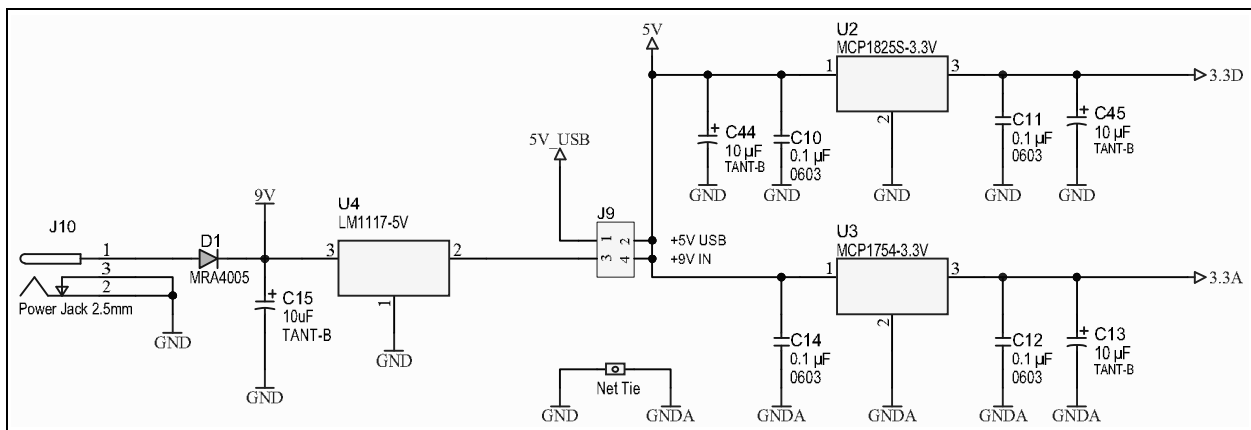 J10
1
3
2
Power Jack 2.5mm
GND
D1
MRA4005
9V
C15
10uF
TANT-B
+
GND
U4
LM1117-5V
3
2
1
GND
5V_USB
J9
1
2
3
4
+5V USB
+9V IN
Net Tie
GND
GNDA
5V
+
C44
10 µF
TANT-B
GND
C10
0.1 µF
0603
GND
U2
MCP1825S-3.3V
1
3
2
GND
C11
0.1 µF
0603
GND
+
C45
10 µF
TANT-B
GND
3.3D
C14
0.1 µF
0603
GNDA
U3
MCP1754-3.3V
1
3
2
GNDA
C12
0.1 µF
0603
GNDA
+
C13
10 µF
TANT-B
GNDA
3.3A